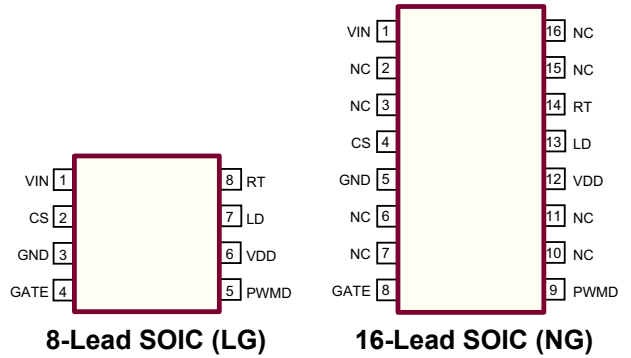 VIN 1
CS 2
GND 3
GATE 4
8 RT
7 LD
6 VDD
5 PWMD
8-Lead SOIC (LG)
VIN 1
NC 2
NC 3
CS 4
GND 5
NC 6
NC 7
GATE 8
16 NC
15 NC
14 RT
13 LD
12 VDD
11 NC
10 NC
9 PWMD
16-Lead SOIC (NG)